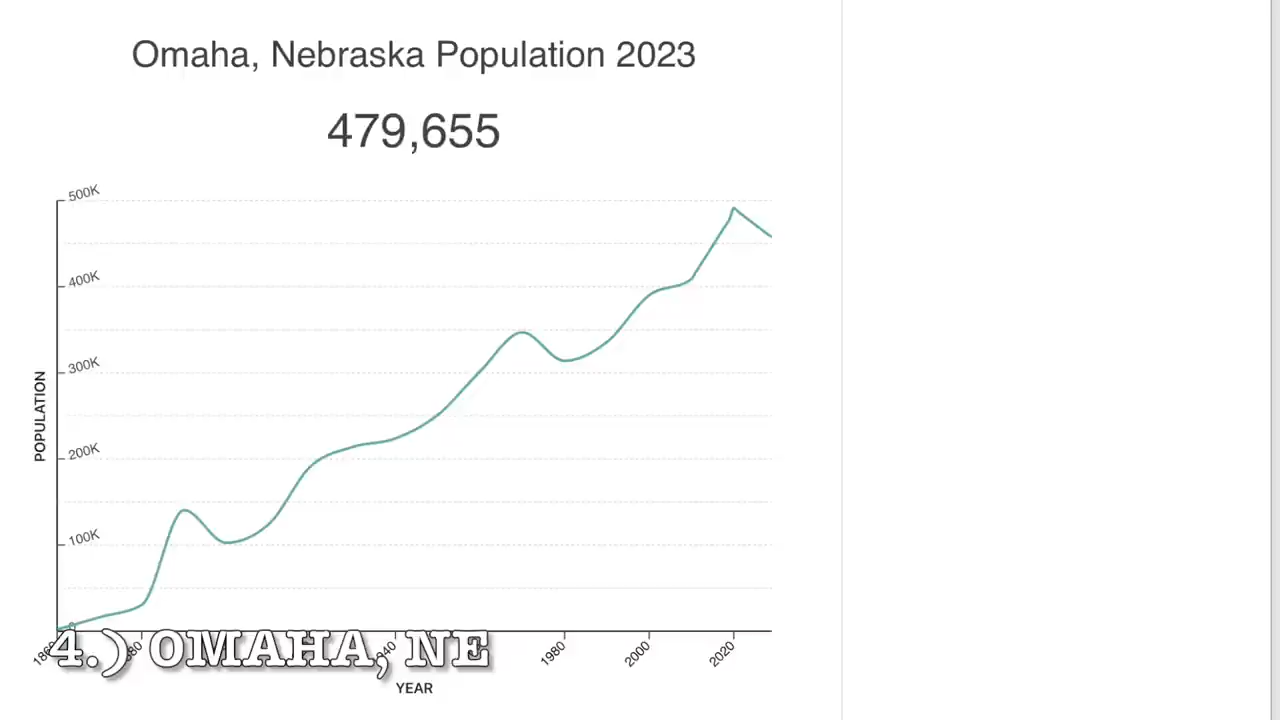 Omaha, Nebraska Population 2023
479,655
500K
400K
300K
200K
100K
0
POPULATION
1980
2000
2020
4.) OMAHA, NE
YEAR